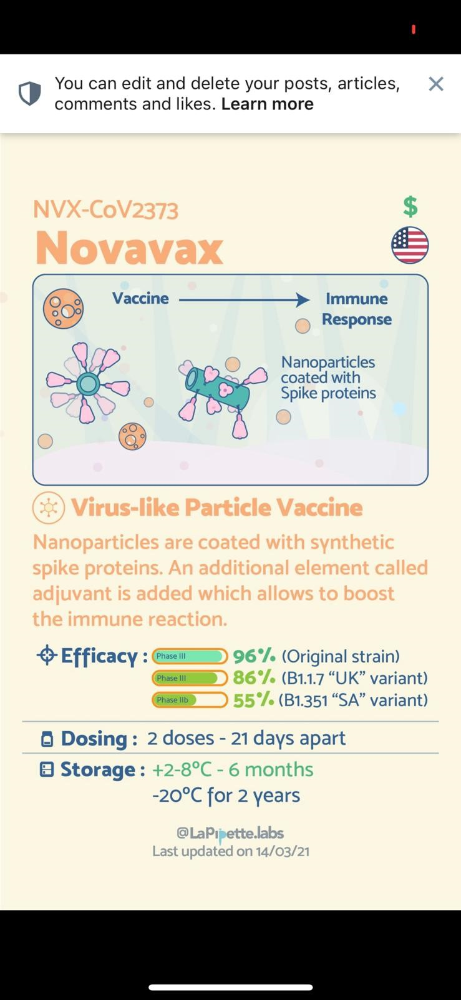 You can edit and delete your posts, articles,
comments and likes. Learn more
NVX-CoV2373
$
Novavax
Vaccine
Immune
Response
Nanoparticles
coated with
Spike proteins
Virus-like Particle Vaccine
Nanoparticles are coated with synthetic
spike proteins. An additional element called
adjuvant is added which allows to boost
the immune reaction.
Efficacy : Phase III 96% (Original strain)
Phase III 86% (B1.1.7 “UK” variant)
Phase IIb 55% (B1.351 “SA” variant)
Dosing : 2 doses - 21 days apart
Storage : +2-8°C - 6 months
-20°C for 2 years
@LaPipette.labs
Last updated on 14/03/21